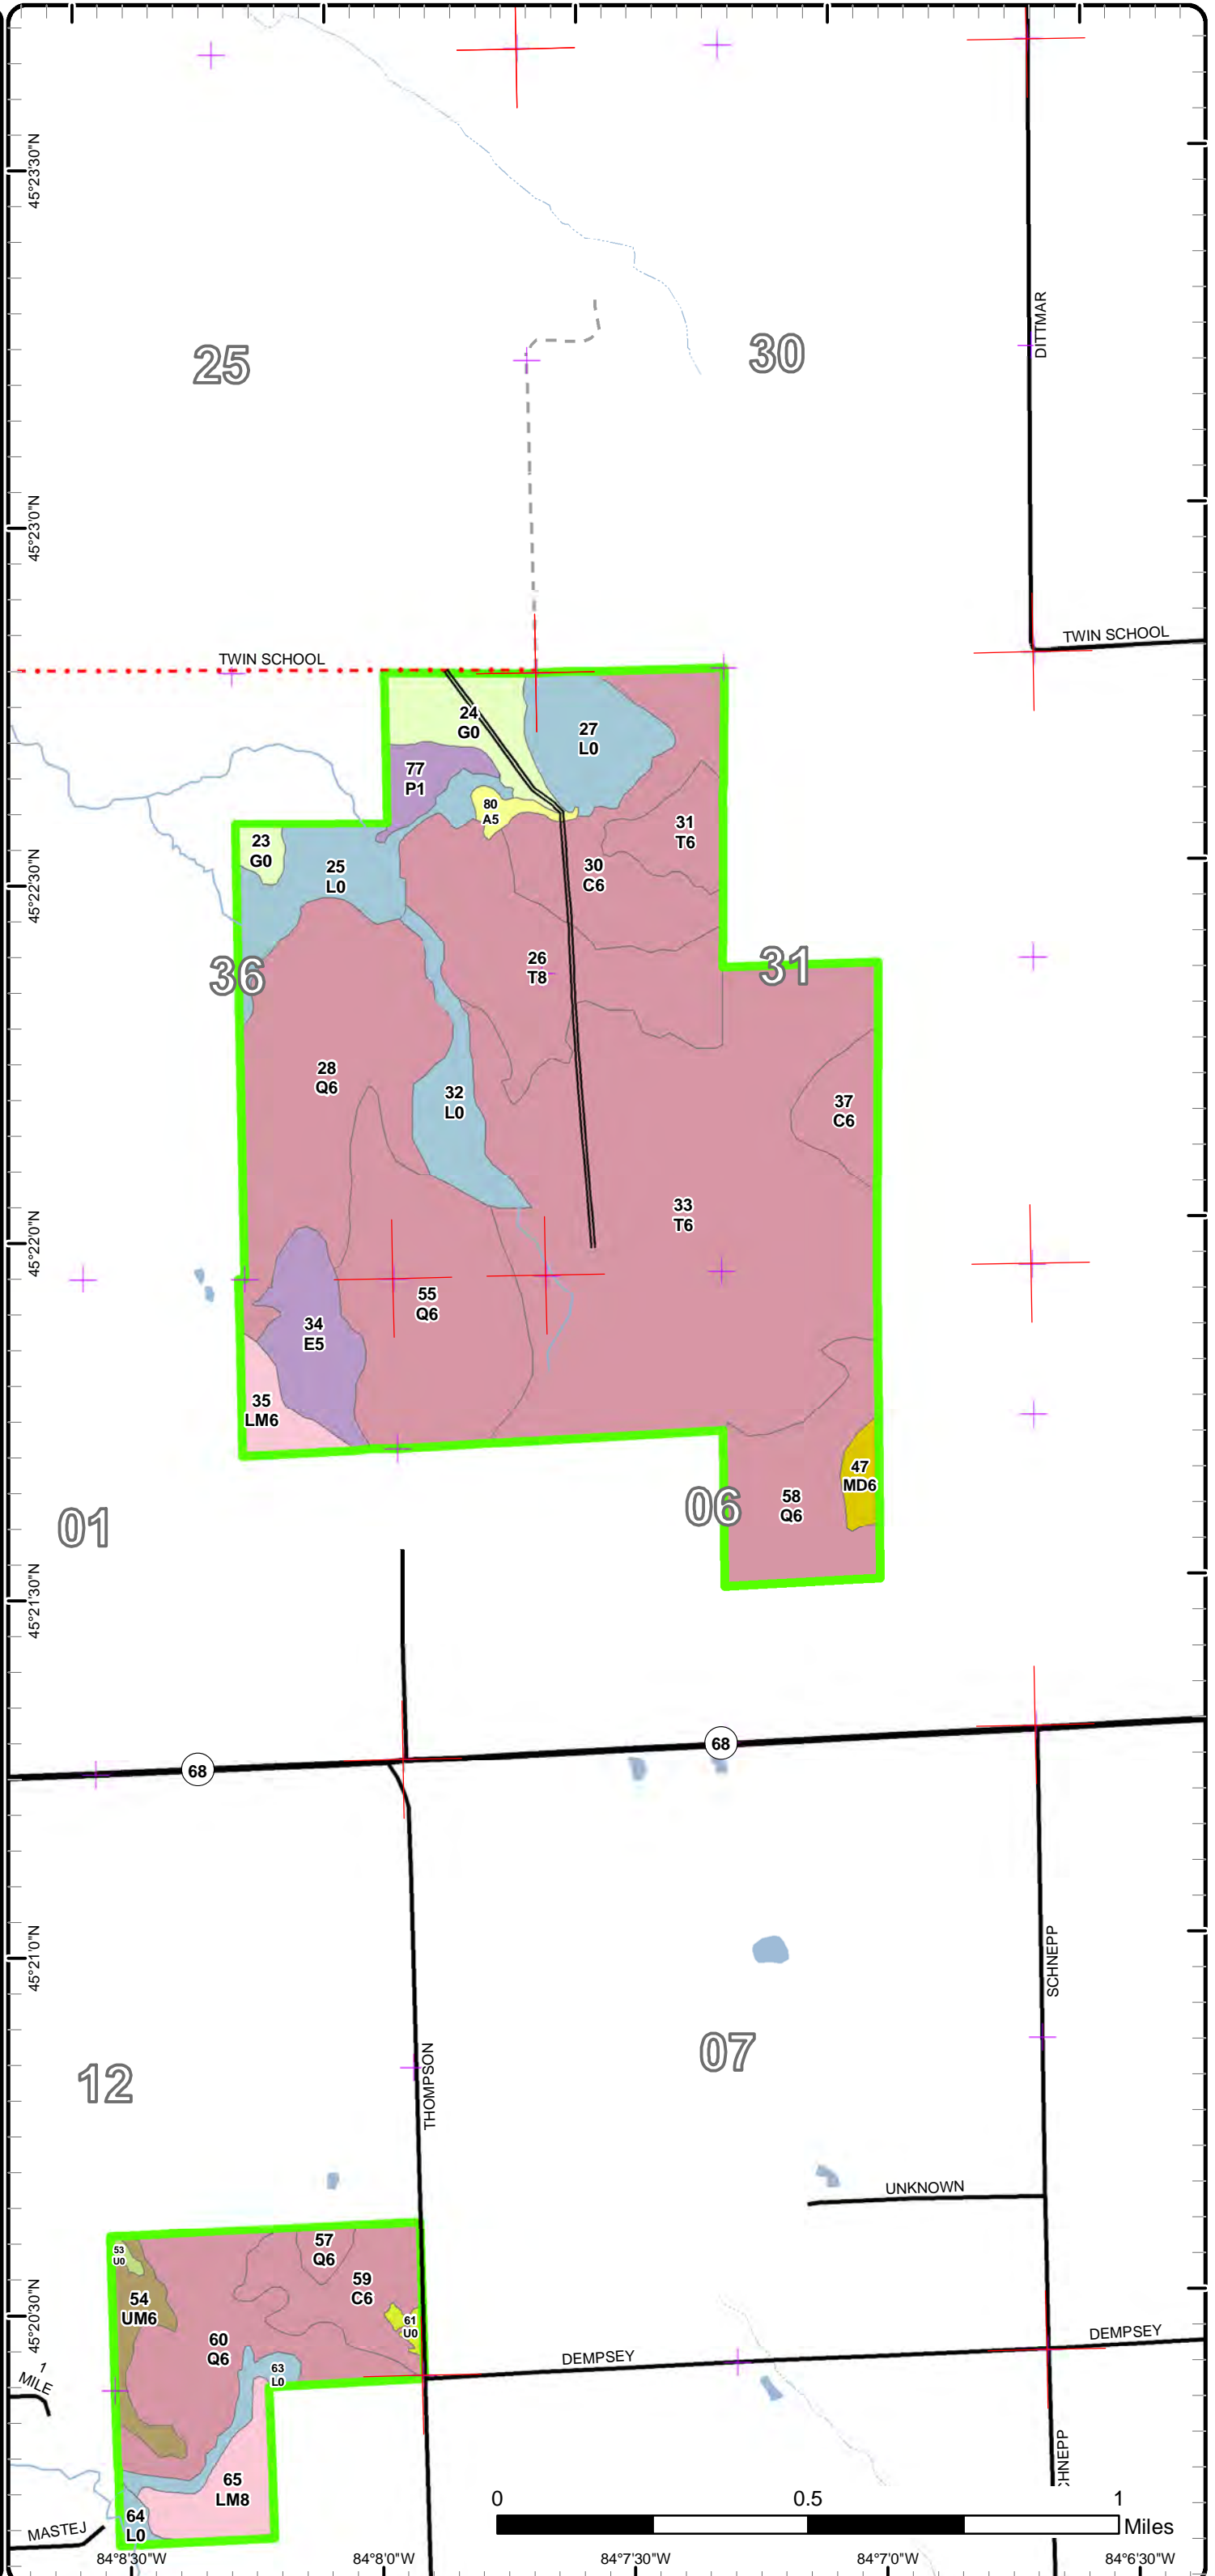 45°23'30"N
DITTMAR
25
30
45°23'0"N
TWIN SCHOOL
TWIN SCHOOL
24
G0
27
L0
77
P1
80
A5
31
T6
23
G0
25
L0
30
C6
45°22'30"N
26
T8
36
31
28
Q6
32
L0
37
C6
33
T6
45°22'0"N
55
Q6
34
E5
35
LM6
47
MD6
58
Q6
01
06
45°21'30"N
68
68
SCHNEPP
45°21'0"N
THOMPSON
07
12
UNKNOWN
53
U0
57
Q6
59
C6
54
UM6
61
U0
45°20'30"N
60
Q6
63
L0
DEMPSEY
DEMPSEY
1
MILE
65
LM8
HNEPP
64
L0
MASTEJ
0
0.5
1
Miles
84°8'30"W
84°8'0"W
84°7'30"W
84°7'0"W
84°6'30"W